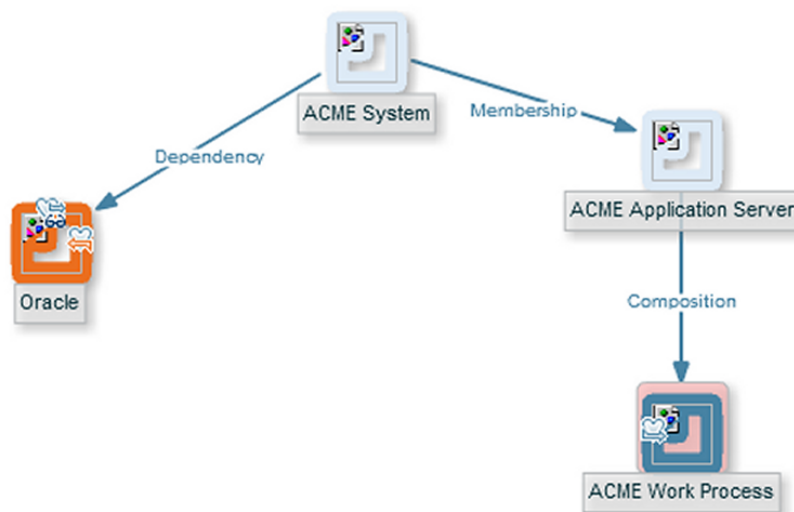 ACME System
Membership
Dependency
ACME Application Server
Oracle
Composition
ACME Work Process